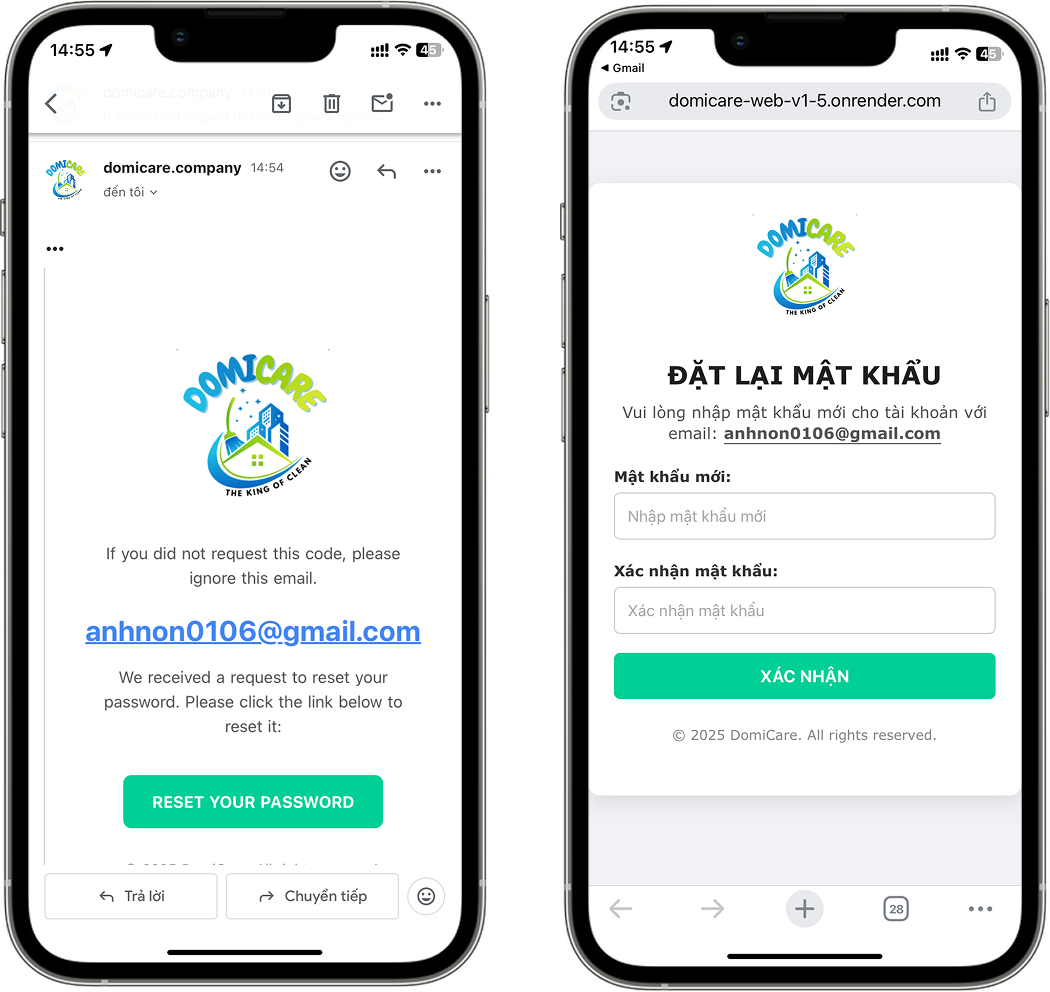 14:55
45
domicare.company 14:54
If you did not request this code, please ignore...
domicare.company 14:54
đến tôi
DOMICARE
DOMICARE
THE KING OF CLEAN
If you did not request this code, please
ignore this email.
anhnon0106@gmail.com
We received a request to reset your
password. Please click the link below to
reset it:
RESET YOUR PASSWORD
Trả lời
Chuyển tiếp
14:55
45
Gmail
domicare-web-v1-5.onrender.com
DOMICARE
THE KING OF CLEAN
ĐẶT LẠI MẬT KHẨU
Vui lòng nhập mật khẩu mới cho tài khoản với
email: anhnon0106@gmail.com
Mật khẩu mới:
Nhập mật khẩu mới
Xác nhận mật khẩu:
Xác nhận mật khẩu
XÁC NHẬN
© 2025 DomiCare. All rights reserved.
28